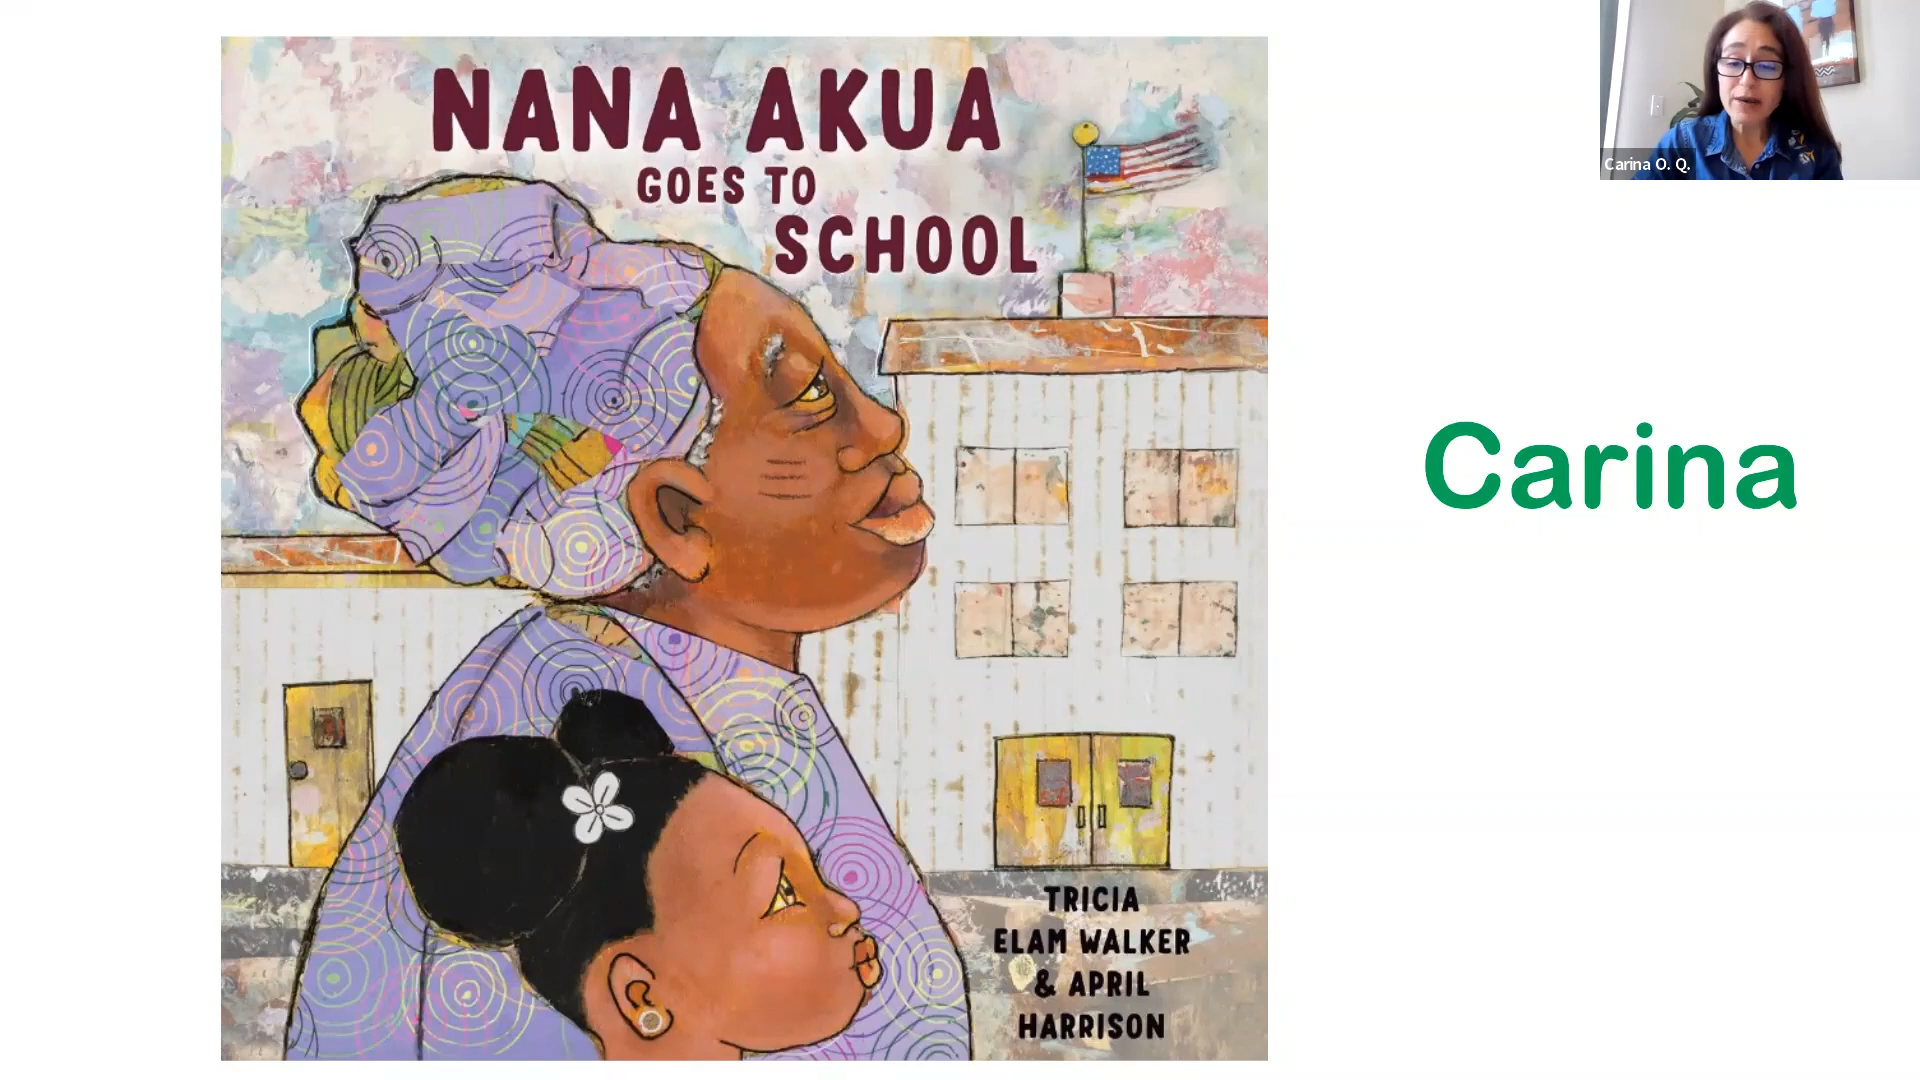 NANA AKUA
GOES TO
SCHOOL
TRICIA
ELAM WALKER
& APRIL
HARRISON
Carina
Carina O. Q.